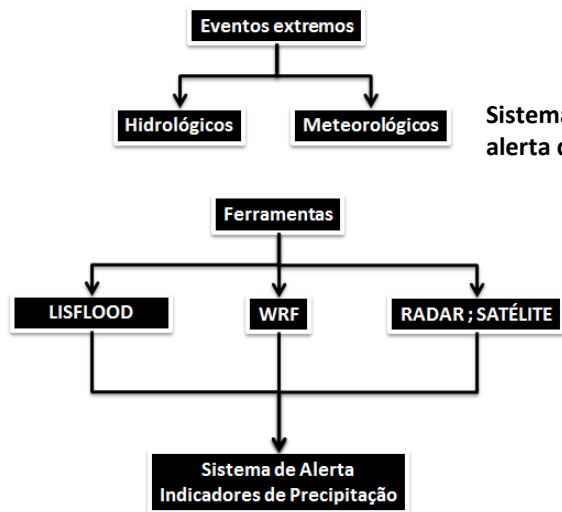 Eventos extremos
Hidrológicos
Meteorológicos
Sistema
alerta
Ferramentas
LISFLOOD
WRF
RADAR ; SATÉLITE
Sistema de Alerta
Indicadores de Precipitação